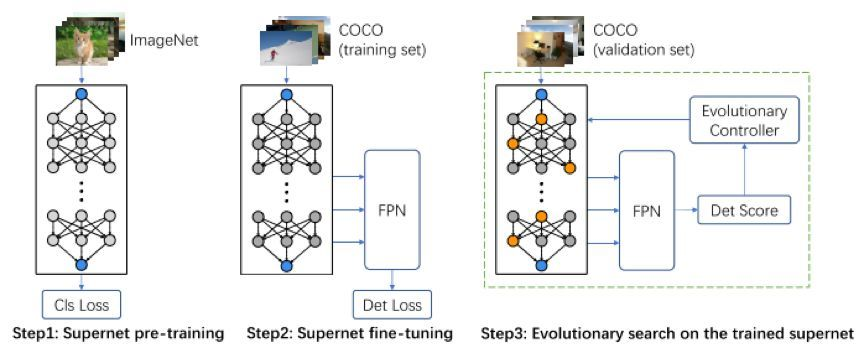 ImageNet
COCO
(training set)
COCO
(validation set)
Evolutionary
Controller
FPN
FPN
Det Score
Cls Loss
Det Loss
Step1: Supernet pre-training
Step2: Supernet fine-tuning
Step3: Evolutionary search on the trained supernet